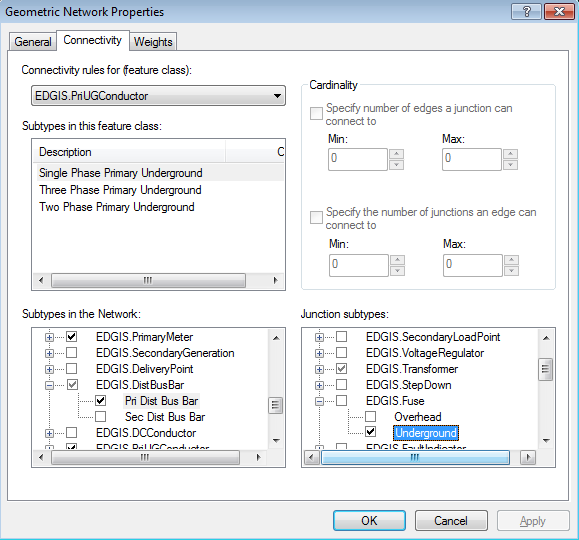 Geometric Network Properties
General Connectivity Weights
Connectivity rules for (feature class):
EDGIS.PriUGConductor
Subtypes in this feature class:
Description C
Single Phase Primary Underground
Three Phase Primary Underground
Two Phase Primary Underground
Cardinality
Specify number of edges a junction can
connect to
Min: Max:
0 0
Specify the number of junctions an edge can
connect to
Min: Max:
0 0
Subtypes in the Network:
EDGIS.PrimaryMeter
EDGIS.SecondaryGeneration
EDGIS.DeliveryPoint
EDGIS.DistBusBar
Pri Dist Bus Bar
Sec Dist Bus Bar
EDGIS.DCConductor
EDGIS.PriUGConductor
Junction subtypes:
EDGIS.SecondaryLoadPoint
EDGIS.VoltageRegulator
EDGIS.Transformer
EDGIS.StepDown
EDGIS.Fuse
Overhead
Underground
EDGIS.FaultIndicator
OK Cancel Apply